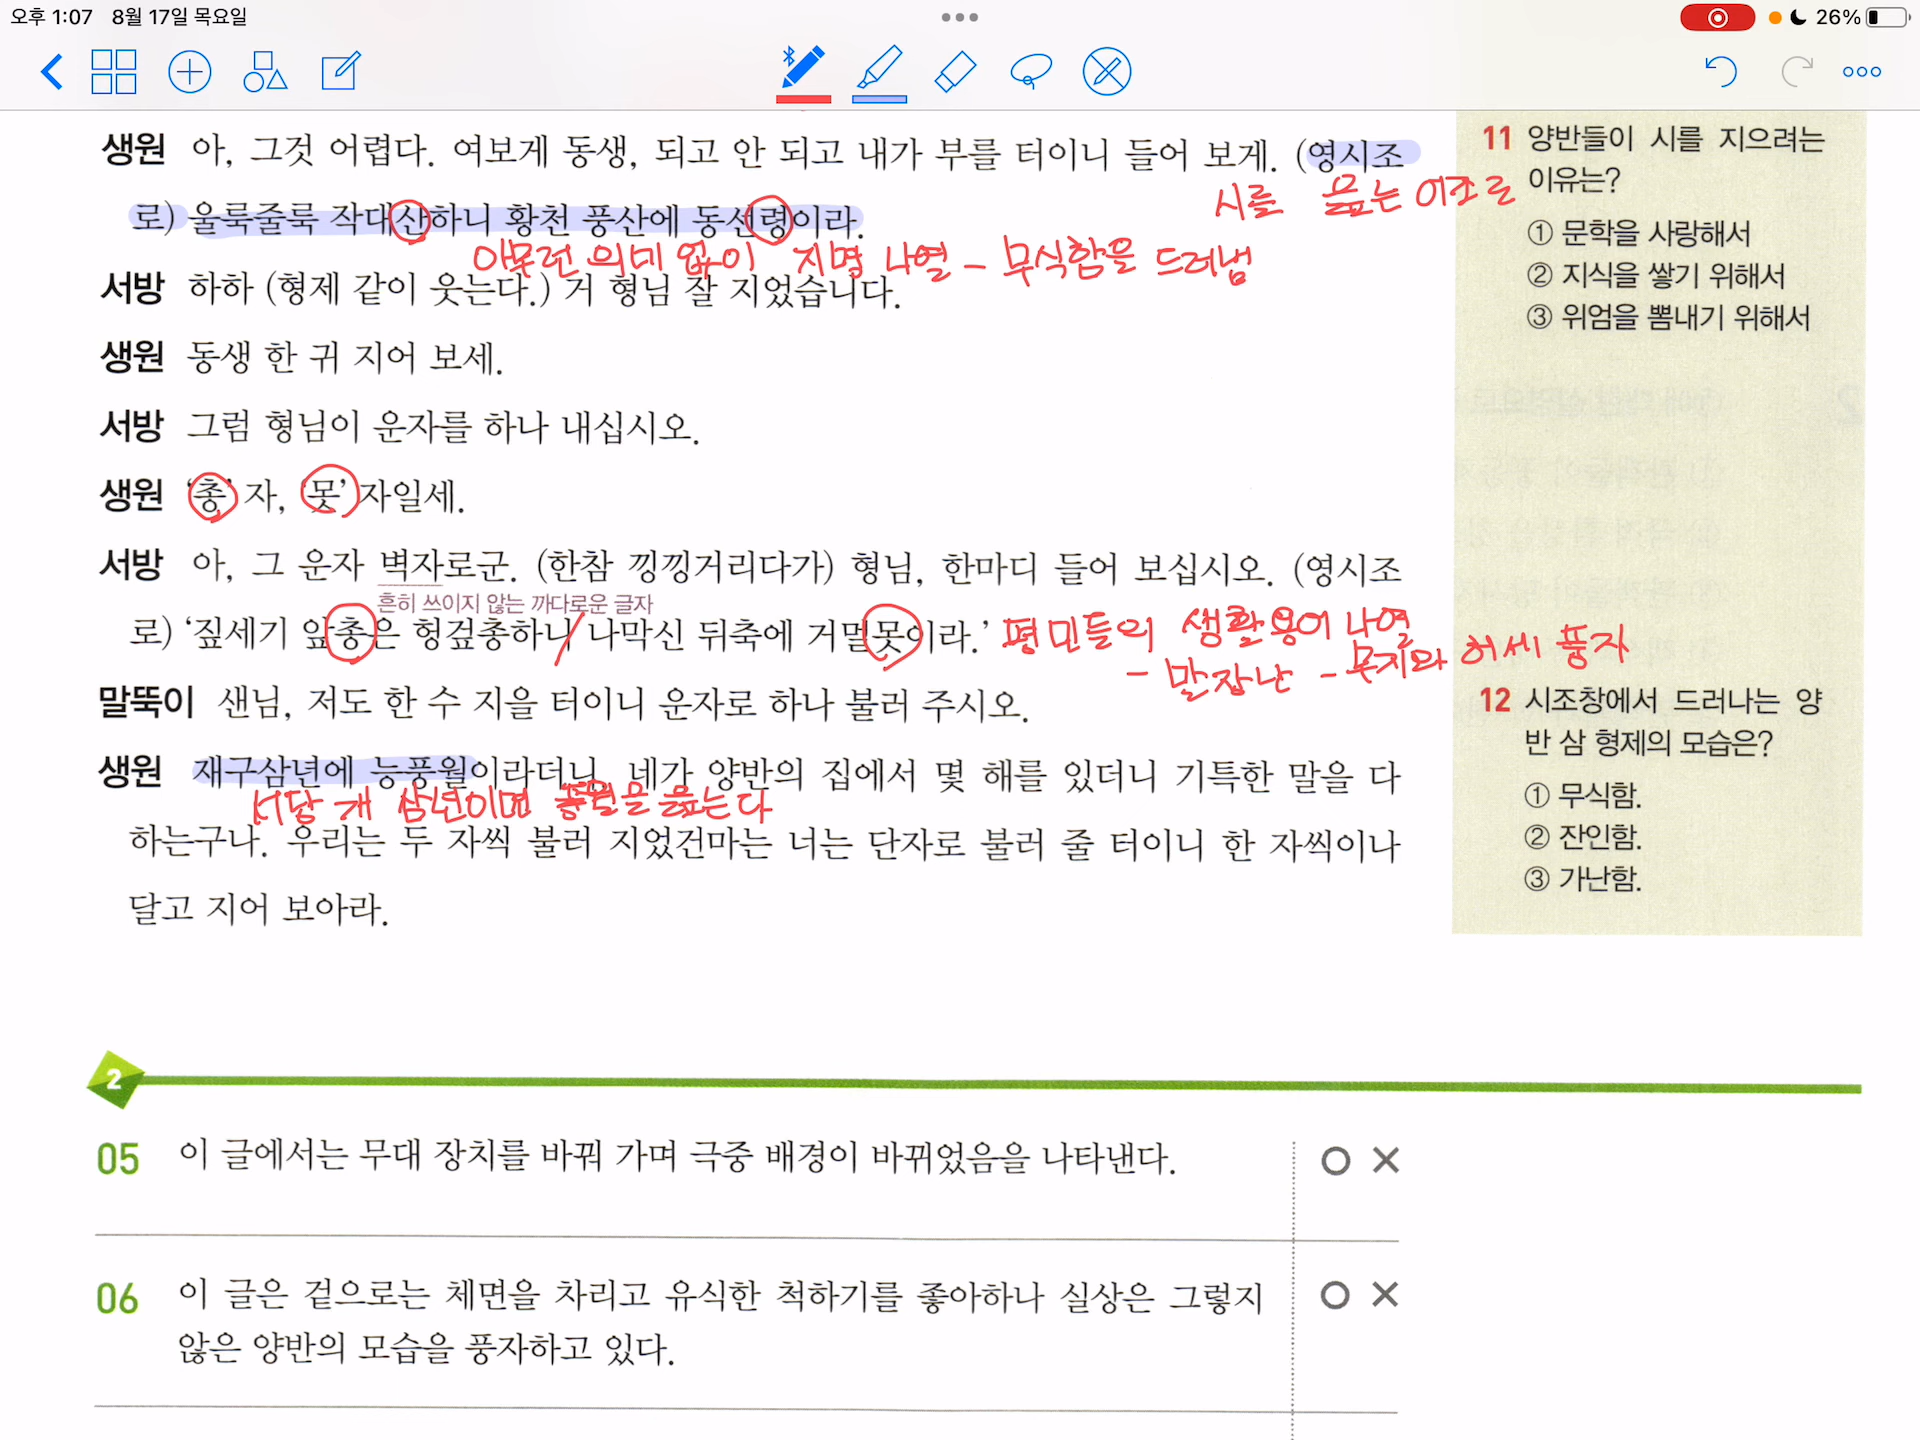 오후 1:07 8월 17일 목요일
26%
생원 아, 그것 어렵다. 여보게 동생, 되고 안 되고 내가 부를 터이니 들어 보게. (영시조
시를 읊는 어조로
로) 울룩줄룩 작대산하니 황천 풍산에 동선령이라.
아무런 의미 없이 지명 나열 - 무식함을 드러냄
서방 하하 (형제 같이 웃는다.) 거 형님 잘 지었습니다.
생원 동생 한 귀 지어 보세.
서방 그럼 형님이 운자를 하나 내십시오.
생원 ‘총’ 자, ‘못’ 자일세.
서방 아, 그 운자 벽자로군. (한참 낑낑거리다가) 형님, 한마디 들어 보십시오. (영시조
흔히 쓰이지 않는 까다로운 글자
로) ‘짚세기 앞총은 헝겊총하니 / 나막신 뒤축에 거멀못이라.’
평민들의 생활용어 나열
- 말장난 - 무지와 허세 풍자
말뚝이 샌님, 저도 한 수 지을 터이니 운자로 하나 불러 주시오.
생원 재구삼년에 능풍월이라더니, 네가 양반의 집에서 몇 해를 있더니 기특한 말을 다
서당 개 삼년이면 풍월을 읊는다
하는구나. 우리는 두 자씩 불러 지었건마는 너는 단자로 불러 줄 터이니 한 자씩이나
달고 지어 보아라.
11 양반들이 시를 지으려는
이유는?
① 문학을 사랑해서
② 지식을 쌓기 위해서
③ 위엄을 뽐내기 위해서
12 시조창에서 드러나는 양
반 삼 형제의 모습은?
① 무식함.
② 잔인함.
③ 가난함.
2
05 이 글에서는 무대 장치를 바꿔 가며 극중 배경이 바뀌었음을 나타낸다. O X
06 이 글은 겉으로는 체면을 차리고 유식한 척하기를 좋아하나 실상은 그렇지 O X
않은 양반의 모습을 풍자하고 있다.